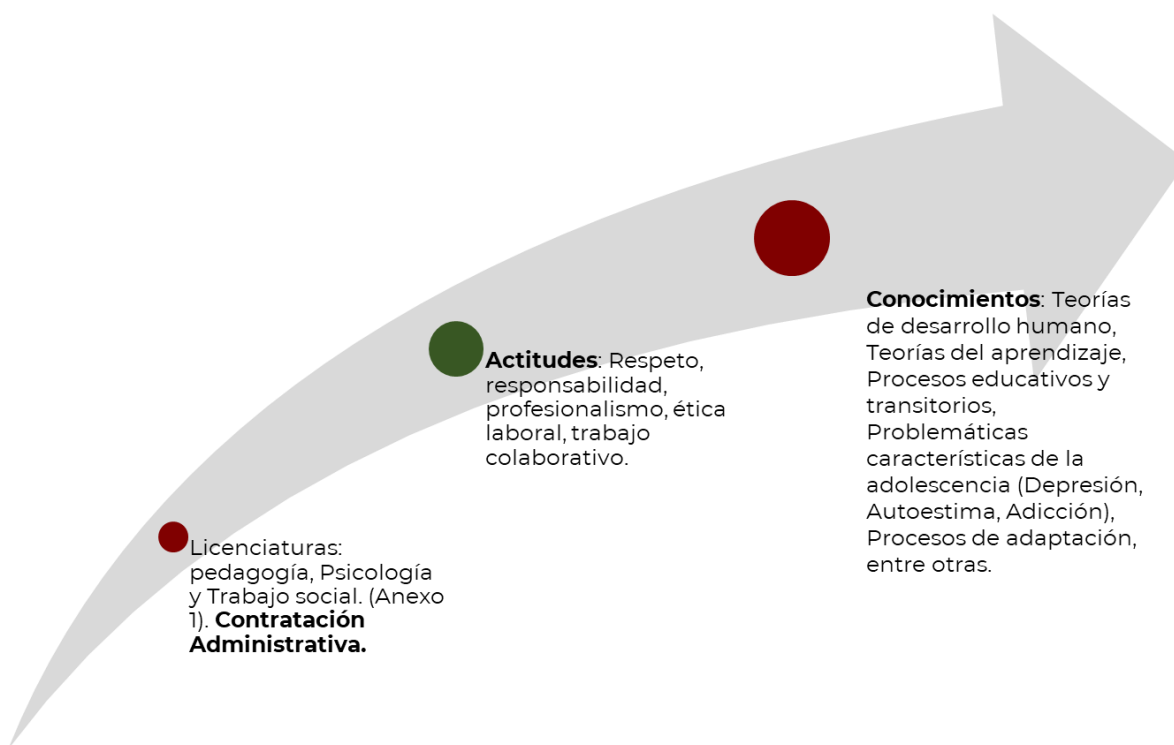 Licenciaturas:
pedagogía, Psicología
y Trabajo social. (Anexo
1). Contratación
Administrativa.
Actitudes: Respeto,
responsabilidad,
profesionalismo, ética
laboral, trabajo
colaborativo.
Conocimientos: Teorías
de desarrollo humano,
Teorías del aprendizaje,
Procesos educativos y
transitorios,
Problemáticas
características de la
adolescencia (Depresión,
Autoestima, Adicción),
Procesos de adaptación,
entre otras.